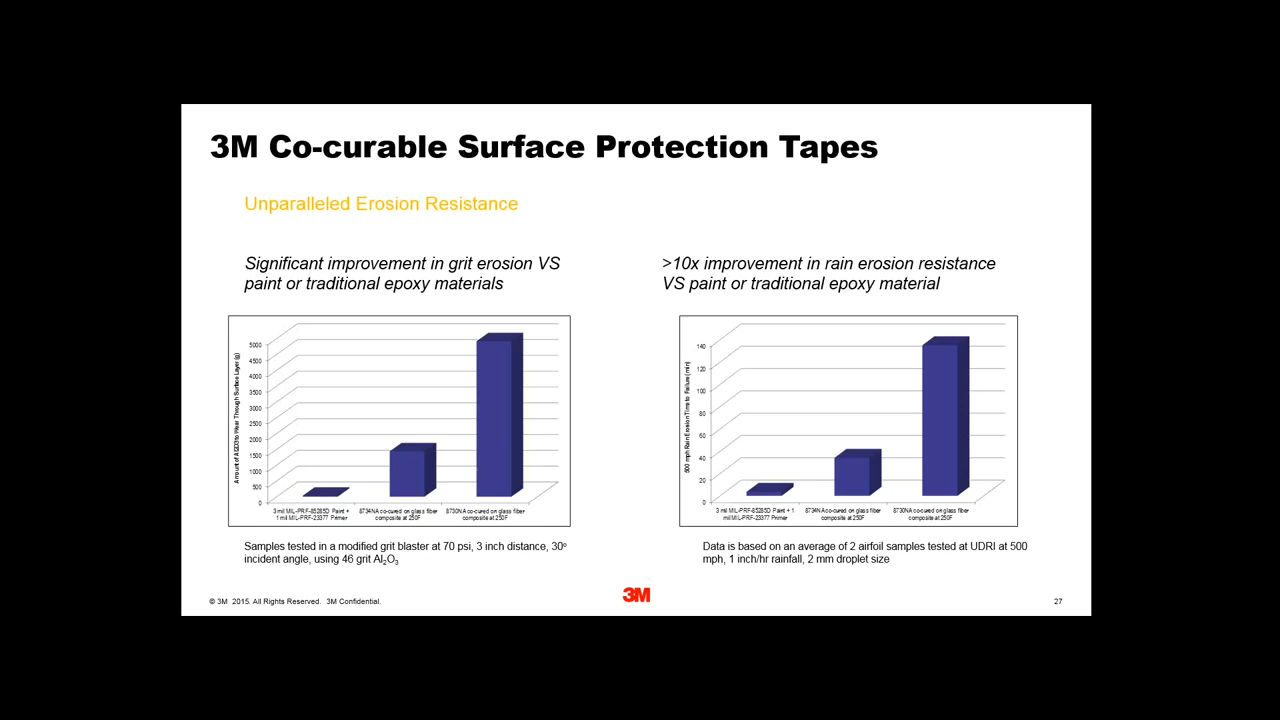 3M Co-curable Surface Protection Tapes
Unparalleled Erosion Resistance
Significant improvement in grit erosion VS
paint or traditional epoxy materials
Amount of Al2O3 to Wear Through Surface Layer (g)
5000
4500
4000
3500
3000
2500
2000
1500
1000
500
0
3 mil MIL-PRF-85285D Paint +
1 mil MIL-PRF-23377 Primer
8734NA co-cured on glass fiber
composite at 250F
8730NA co-cured on glass fiber
composite at 250F
Samples tested in a modified grit blaster at 70 psi, 3 inch distance, 30º
incident angle, using 46 grit Al2O3
>10x improvement in rain erosion resistance
VS paint or traditional epoxy material
500 mph Rain Erosion Time to Failure (min)
140
120
100
80
60
40
20
0
3 mil MIL-PRF-85285D Paint + 1
mil MIL-PRF-23377 Primer
8734NA co-cured on glass fiber
composite at 250F
8730NA co-cured on glass fiber
composite at 250F
Data is based on an average of 2 airfoil samples tested at UDRI at 500
mph, 1 inch/hr rainfall, 2 mm droplet size
© 3M 2015. All Rights Reserved. 3M Confidential.
3M
27